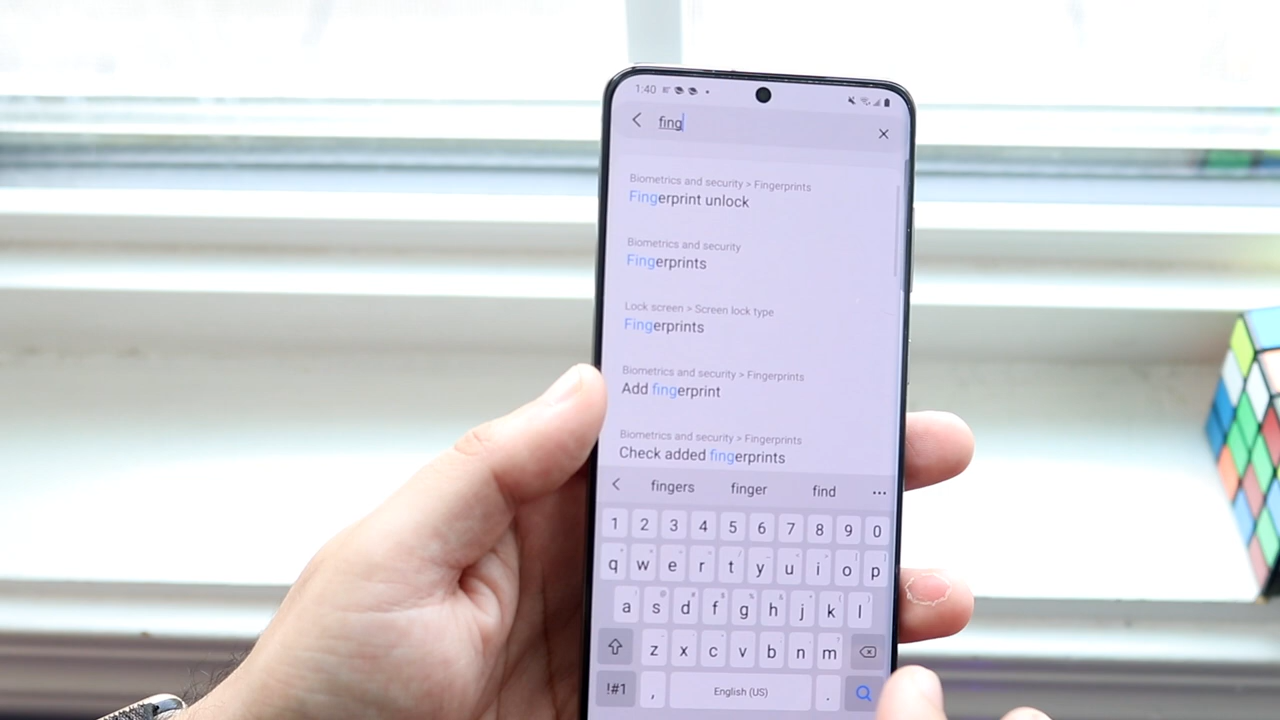 1:40
fing
Biometrics and security > Fingerprints
Fingerprint unlock
Biometrics and security
Fingerprints
Lock screen > Screen lock type
Fingerprints
Biometrics and security > Fingerprints
Add fingerprint
Biometrics and security > Fingerprints
Check added fingerprints
fingers finger find ...
1 2 3 4 5 6 7 8 9 0
q w e r t y u i o p
a s d f g h j k l
z x c v b n m
!#1 , English (US) .